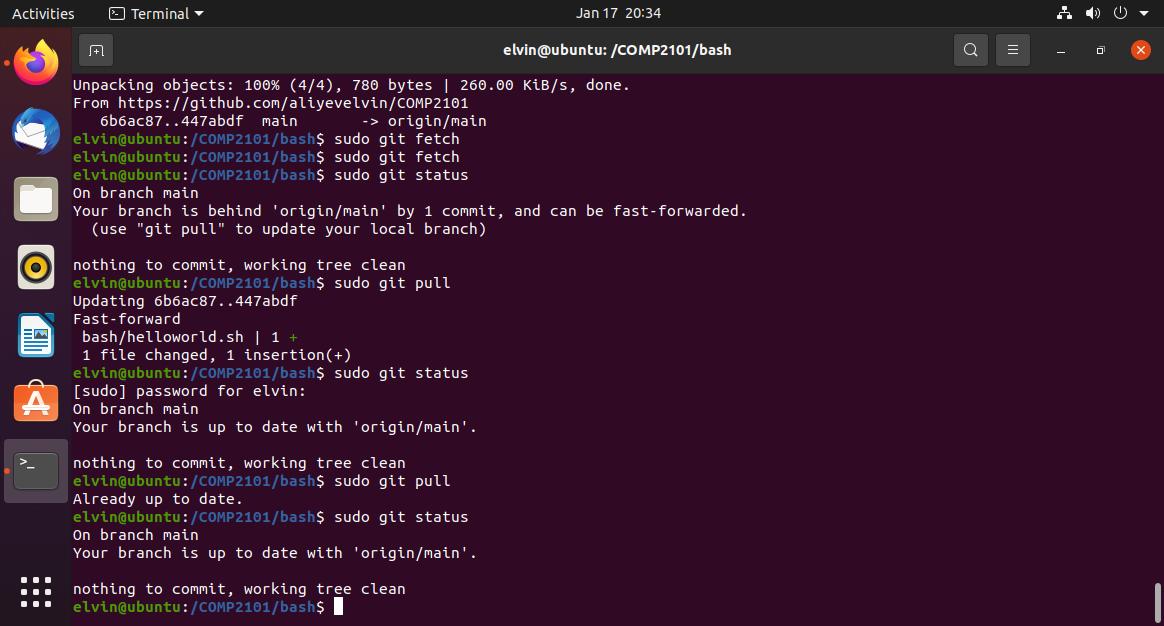 Activities
Terminal
Jan 17 20:34
elvin@ubuntu: /COMP2101/bash
Unpacking objects: 100% (4/4), 780 bytes | 260.00 KiB/s, done.
From https://github.com/aliyevelvin/COMP2101
   6b6ac87..447abdf  main       -> origin/main
elvin@ubuntu:/COMP2101/bash$ sudo git fetch
elvin@ubuntu:/COMP2101/bash$ sudo git fetch
elvin@ubuntu:/COMP2101/bash$ sudo git status
On branch main
Your branch is behind 'origin/main' by 1 commit, and can be fast-forwarded.
  (use "git pull" to update your local branch)

nothing to commit, working tree clean
elvin@ubuntu:/COMP2101/bash$ sudo git pull
Updating 6b6ac87..447abdf
Fast-forward
 bash/helloworld.sh | 1 +
 1 file changed, 1 insertion(+)
elvin@ubuntu:/COMP2101/bash$ sudo git status
[sudo] password for elvin:
On branch main
Your branch is up to date with 'origin/main'.

nothing to commit, working tree clean
elvin@ubuntu:/COMP2101/bash$ sudo git pull
Already up to date.
elvin@ubuntu:/COMP2101/bash$ sudo git status
On branch main
Your branch is up to date with 'origin/main'.

nothing to commit, working tree clean
elvin@ubuntu:/COMP2101/bash$